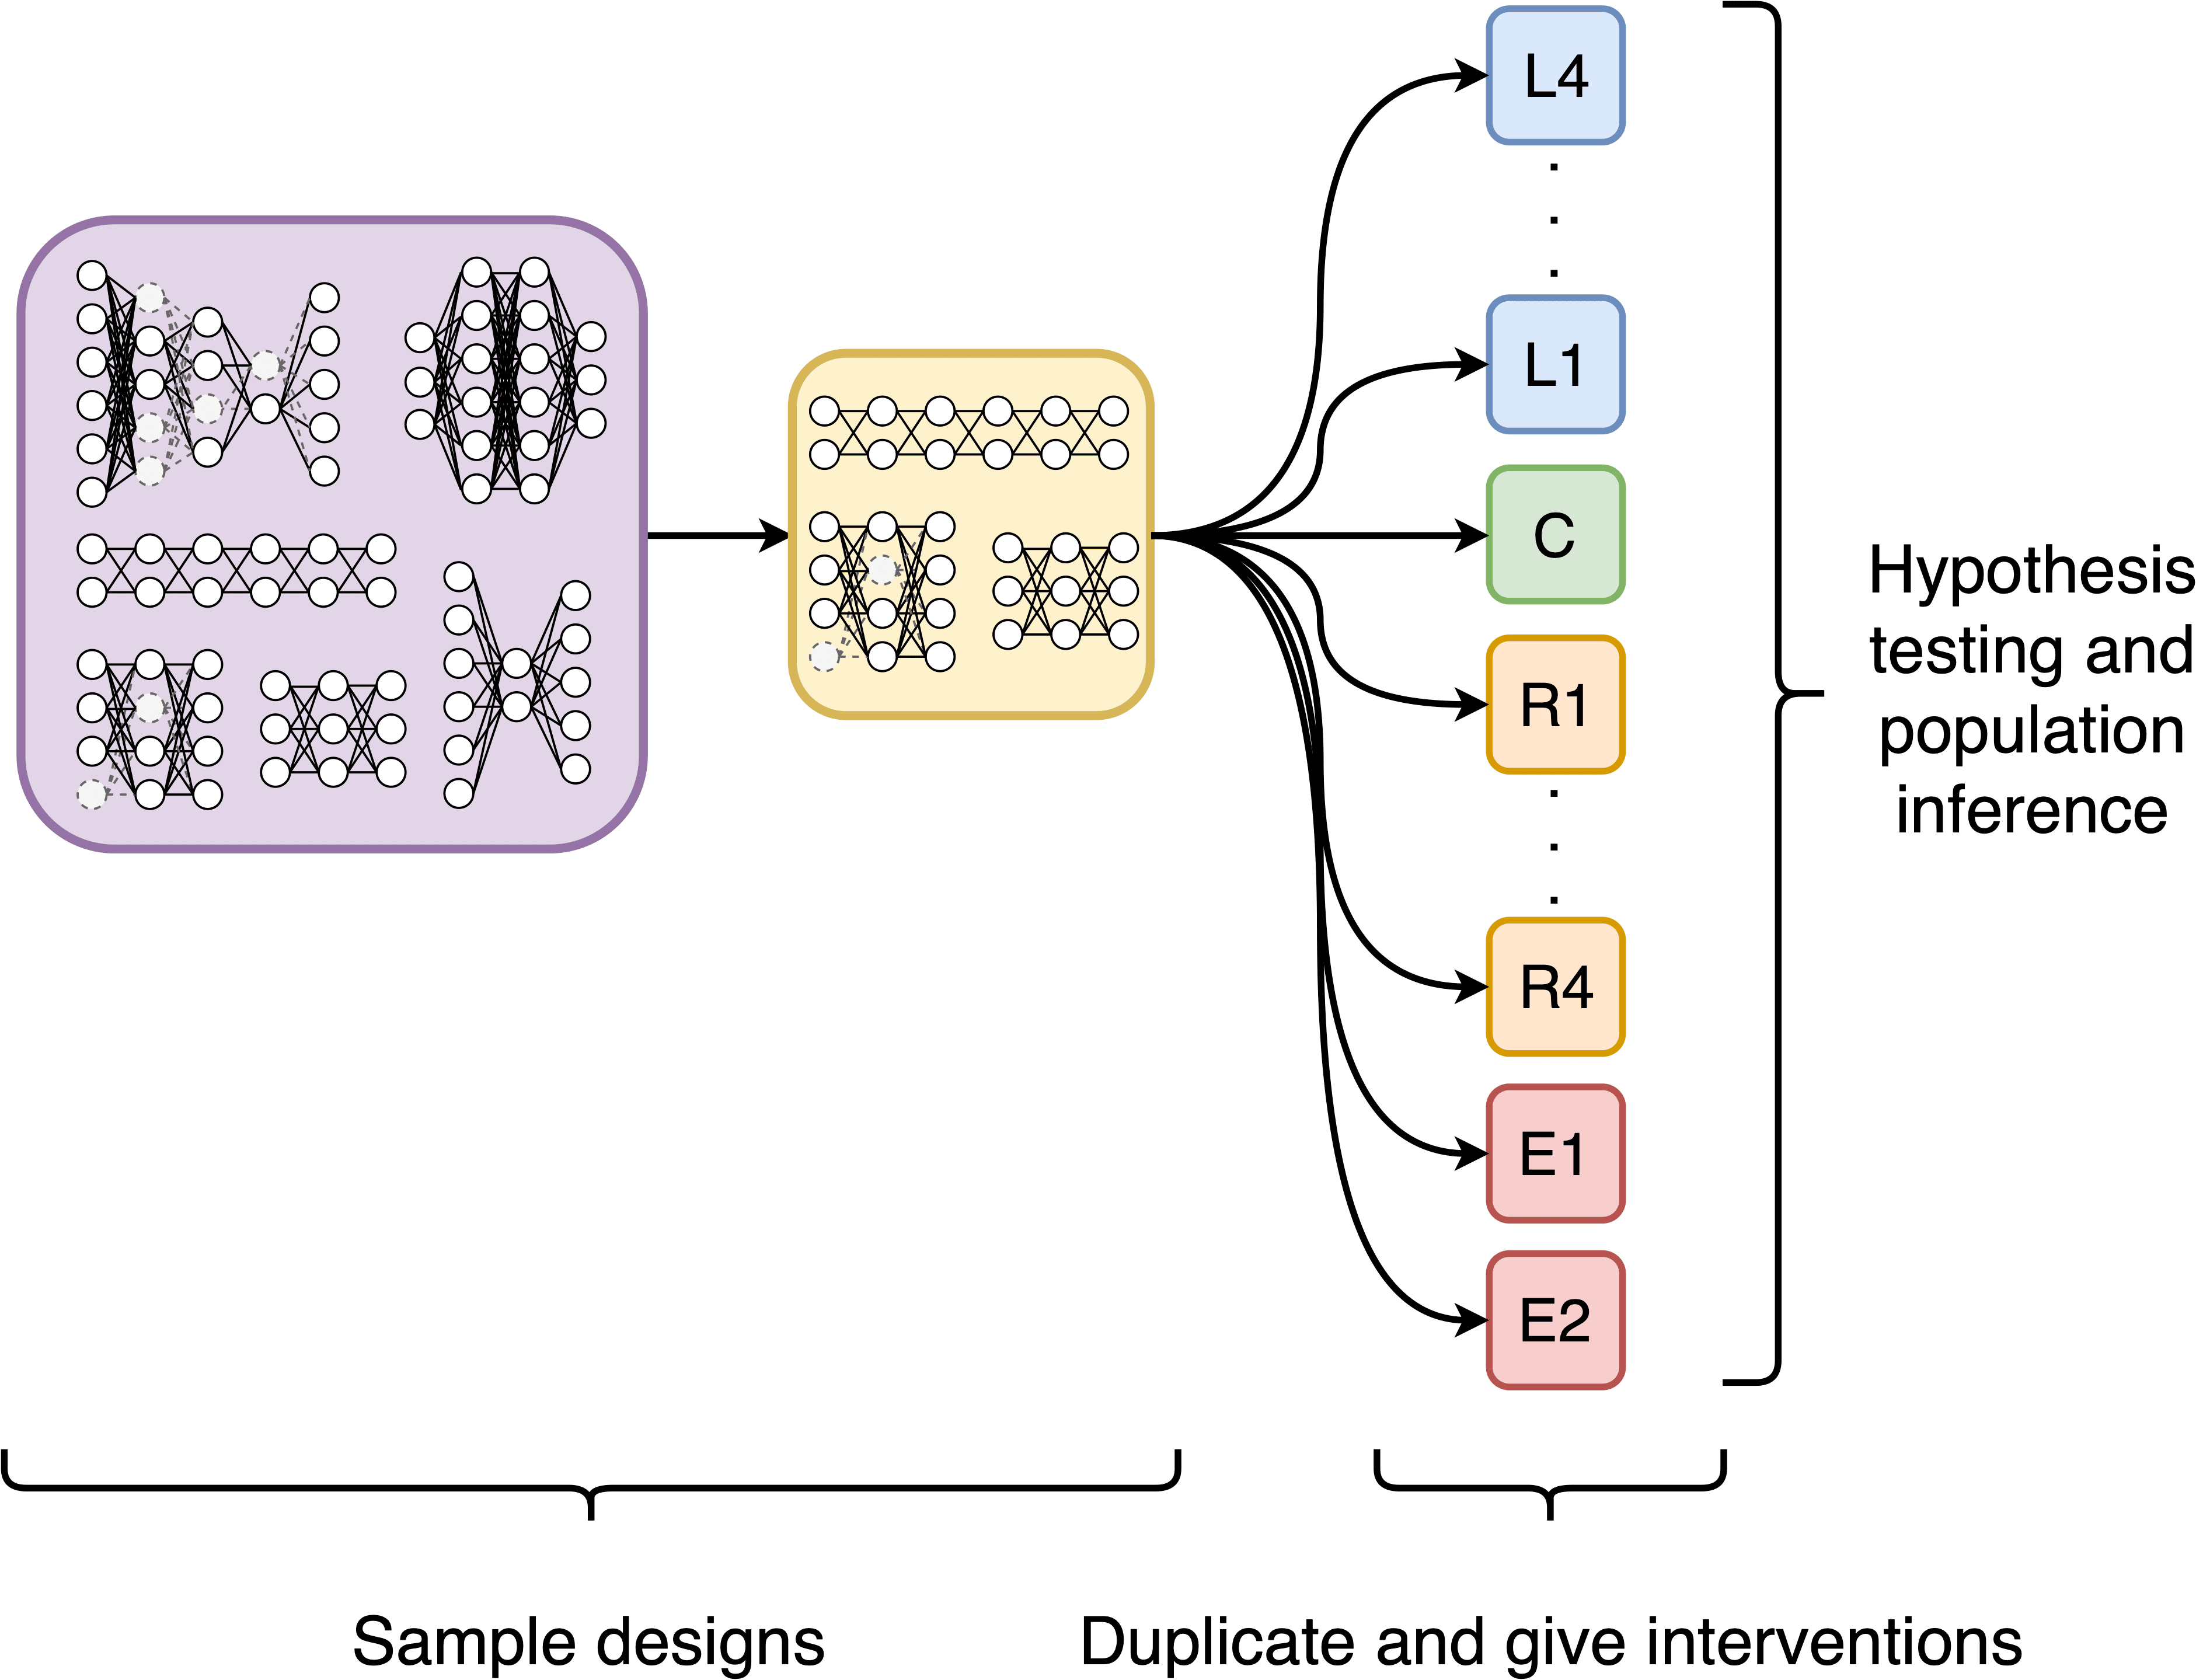 L4
L1
C
R1
R4
E1
E2
Hypothesis
testing and
population
inference
Sample designs
Duplicate and give interventions